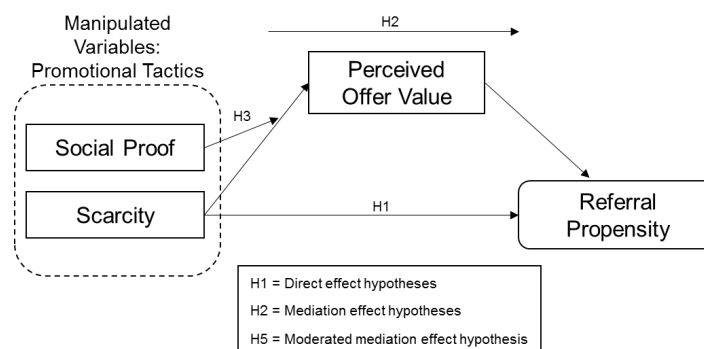 Manipulated
Variables:
Promotional Tactics
H2
Perceived
Offer Value
H3
Social Proof
Scarcity
H1
Referral
Propensity
H1 = Direct effect hypotheses
H2 = Mediation effect hypotheses
H5 = Moderated mediation effect hypothesis